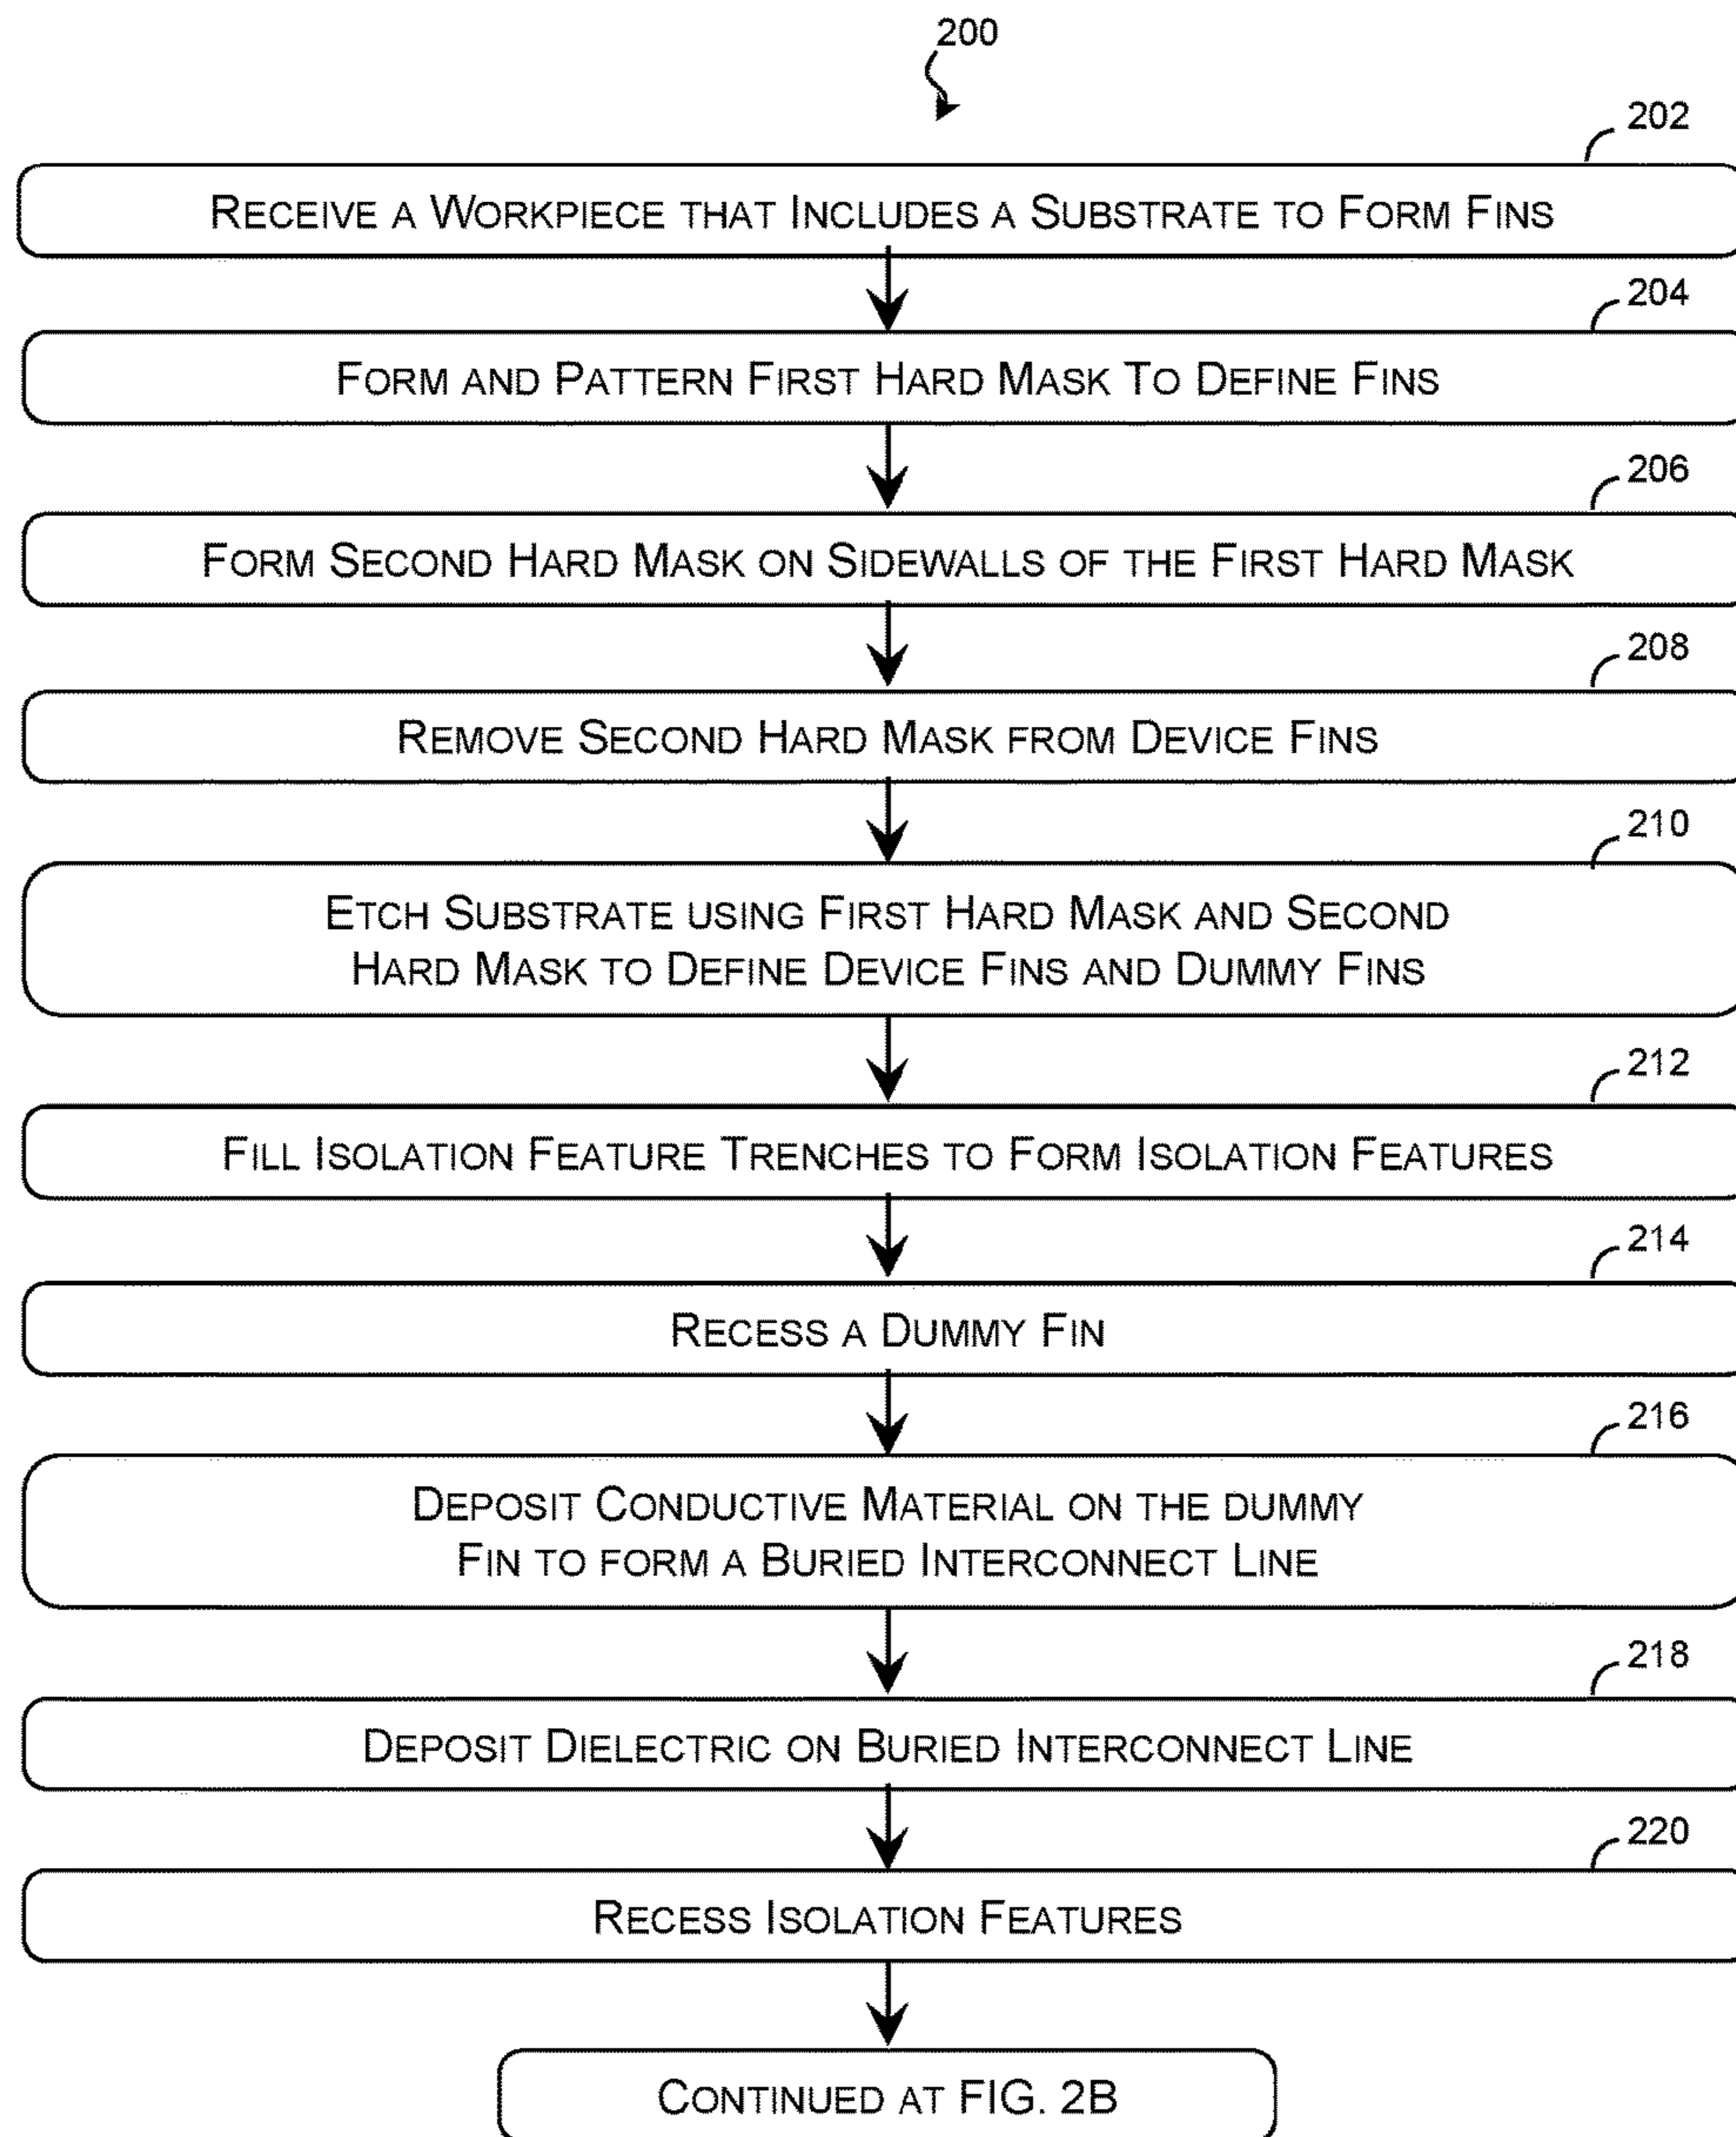 200
202
RECEIVE A WORKPIECE THAT INCLUDES A SUBSTRATE TO FORM FINS
204
FORM AND PATTERN FIRST HARD MASK TO DEFINE FINS
206
FORM SECOND HARD MASK ON SIDEWALLS OF THE FIRST HARD MASK
208
REMOVE SECOND HARD MASK FROM DEVICE FINS
210
ETCH SUBSTRATE USING FIRST HARD MASK AND SECOND
HARD MASK TO DEFINE DEVICE FINS AND DUMMY FINS
212
FILL ISOLATION FEATURE TRENCHES TO FORM ISOLATION FEATURES
214
RECESS A DUMMY FIN
216
DEPOSIT CONDUCTIVE MATERIAL ON THE DUMMY
FIN TO FORM A BURIED INTERCONNECT LINE
218
DEPOSIT DIELECTRIC ON BURIED INTERCONNECT LINE
220
RECESS ISOLATION FEATURES
CONTINUED AT FIG. 2B